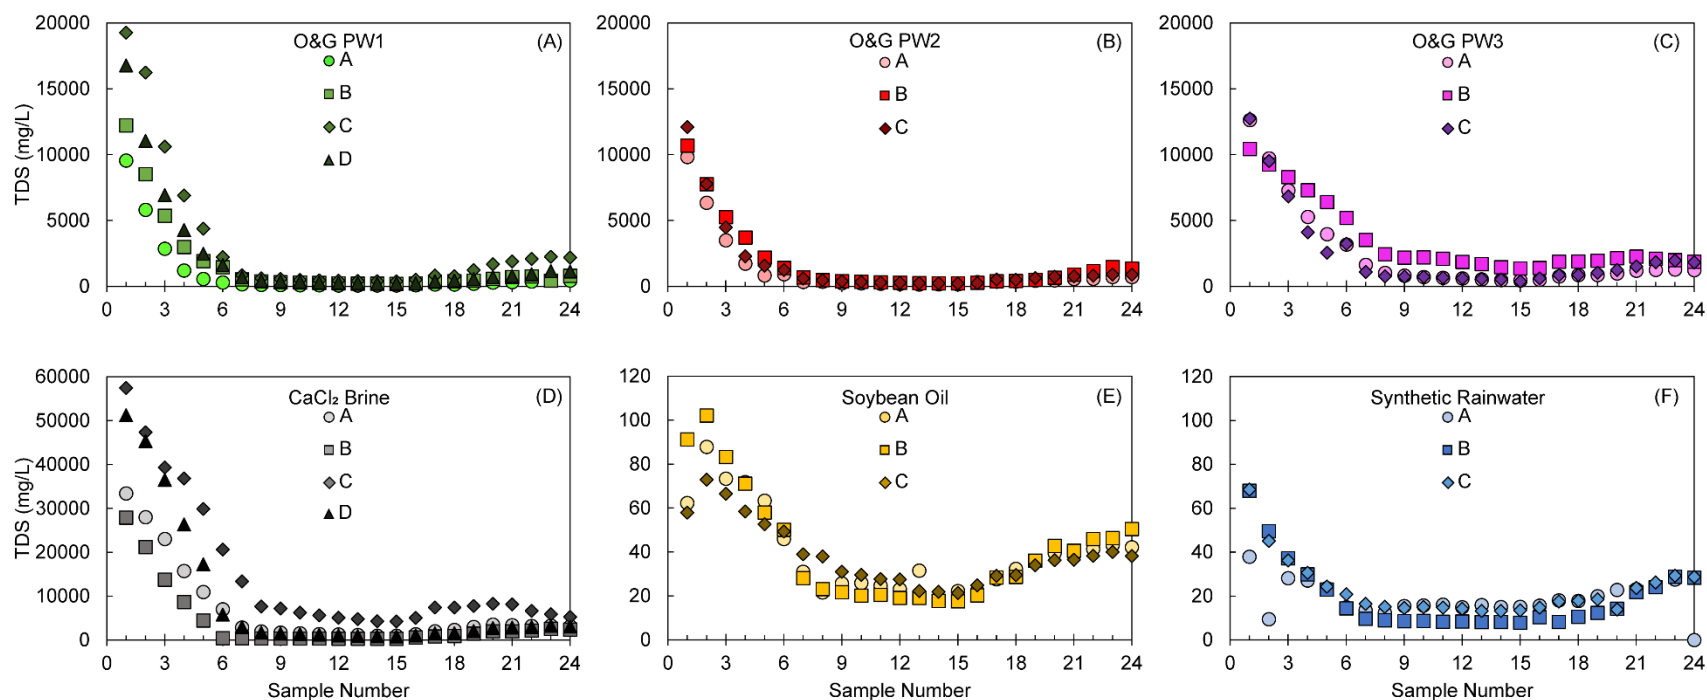 O&G PW1 (A)
A
B
C
D
TDS (mg/L)
20000
15000
10000
5000
0
0 3 6 9 12 15 18 21 24
O&G PW2 (B)
A
B
C
20000
15000
10000
5000
0
0 3 6 9 12 15 18 21 24
O&G PW3 (C)
A
B
C
20000
15000
10000
5000
0
0 3 6 9 12 15 18 21 24
CaCl₂ Brine (D)
A
B
C
D
TDS (mg/L)
60000
50000
40000
30000
20000
10000
0
0 3 6 9 12 15 18 21 24
Sample Number
Soybean Oil (E)
A
B
C
120
100
80
60
40
20
0
0 3 6 9 12 15 18 21 24
Sample Number
Synthetic Rainwater (F)
A
B
C
120
100
80
60
40
20
0
0 3 6 9 12 15 18 21 24
Sample Number